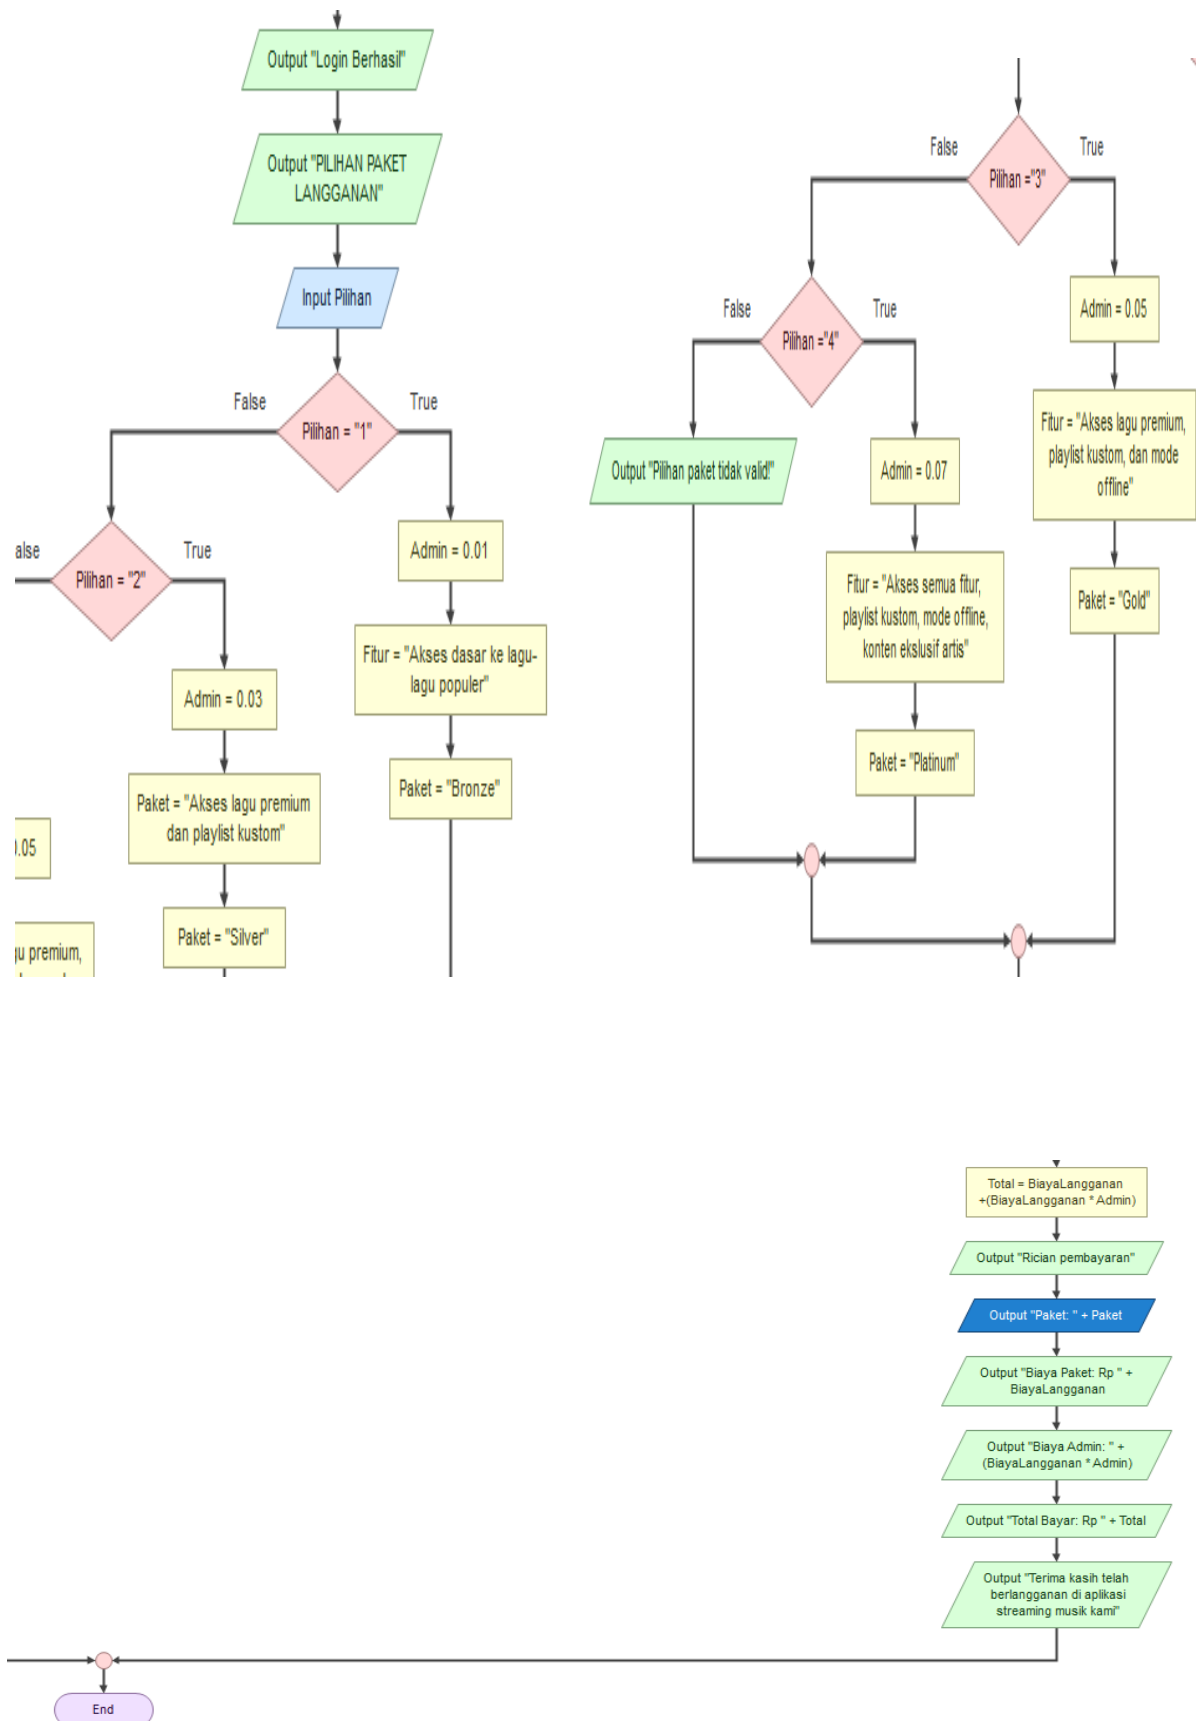 Output "Login Berhasil"
Output "PILIHAN PAKET
LANGGANAN"
Input Pilihan
False
True
Pilihan = "1"
alse
True
Pilihan = "2"
Admin = 0.01
Fitur = "Akses dasar ke lagu-
lagu populer"
Paket = "Bronze"
Admin = 0.03
Paket = "Akses lagu premium
dan playlist kustom"
Paket = "Silver"
.05
gu premium,
False
True
Pilihan ="3"
False
True
Pilihan ="4"
Admin = 0.05
Fitur = "Akses lagu premium,
playlist kustom, dan mode
offline"
Paket = "Gold"
Output "Pilihan paket tidak valid!"
Admin = 0.07
Fitur = "Akses semua fitur,
playlist kustom, mode offline,
konten ekslusif artis"
Paket = "Platinum"
Total = BiayaLangganan
+(BiayaLangganan * Admin)
Output "Rician pembayaran"
Output "Paket: " + Paket
Output "Biaya Paket: Rp " +
BiayaLangganan
Output "Biaya Admin: " +
(BiayaLangganan * Admin)
Output "Total Bayar: Rp " + Total
Output "Terima kasih telah
berlangganan di aplikasi
streaming musik kami"
End